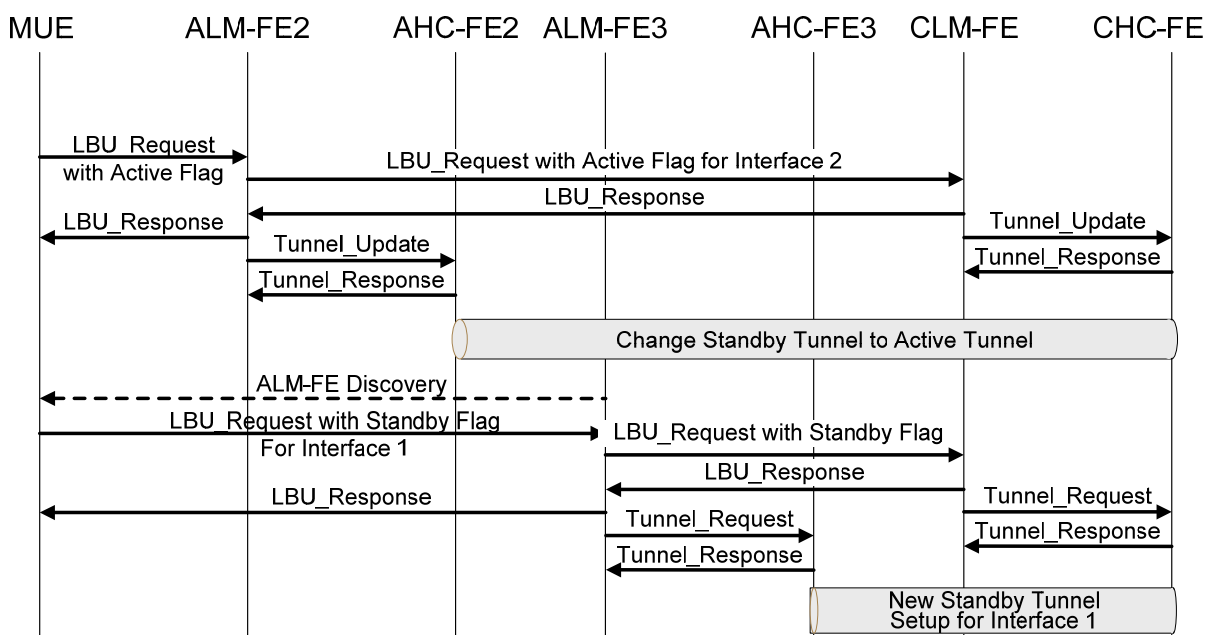 MUE ALM-FE2 AHC-FE2 ALM-FE3 AHC-FE3 CLM-FE CHC-FE
LBU_Request
with Active Flag
LBU_Request with Active Flag for Interface 2
LBU_Response
LBU_Response
Tunnel_Update
Tunnel_Update
Tunnel_Response
Tunnel_Response
Change Standby Tunnel to Active Tunnel
ALM-FE Discovery
LBU_Request with Standby Flag
For Interface 1
LBU_Request with Standby Flag
LBU_Response
LBU_Response
Tunnel_Request
Tunnel_Request
Tunnel_Response
Tunnel_Response
New Standby Tunnel
Setup for Interface 1